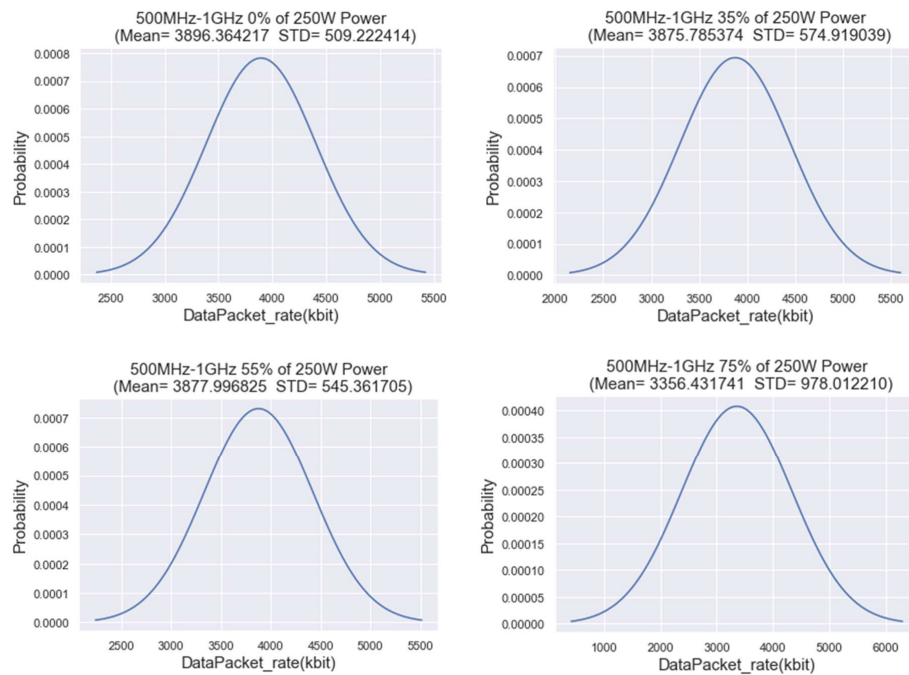 500MHz-1GHz 0% of 250W Power
(Mean= 3896.364217 STD= 509.222414)
0.0008
0.0007
0.0006
0.0005
0.0004
0.0003
0.0002
0.0001
0.0000
Probability
2500 3000 3500 4000 4500 5000 5500
DataPacket_rate(kbit)
500MHz-1GHz 35% of 250W Power
(Mean= 3875.785374 STD= 574.919039)
0.0007
0.0006
0.0005
0.0004
0.0003
0.0002
0.0001
0.0000
Probability
2000 2500 3000 3500 4000 4500 5000 5500
DataPacket_rate(kbit)
500MHz-1GHz 55% of 250W Power
(Mean= 3877.996825 STD= 545.361705)
0.0007
0.0006
0.0005
0.0004
0.0003
0.0002
0.0001
0.0000
Probability
2500 3000 3500 4000 4500 5000 5500
DataPacket_rate(kbit)
500MHz-1GHz 75% of 250W Power
(Mean= 3356.431741 STD= 978.012210)
0.00040
0.00035
0.00030
0.00025
0.00020
0.00015
0.00010
0.00005
0.00000
Probability
1000 2000 3000 4000 5000 6000
DataPacket_rate(kbit)